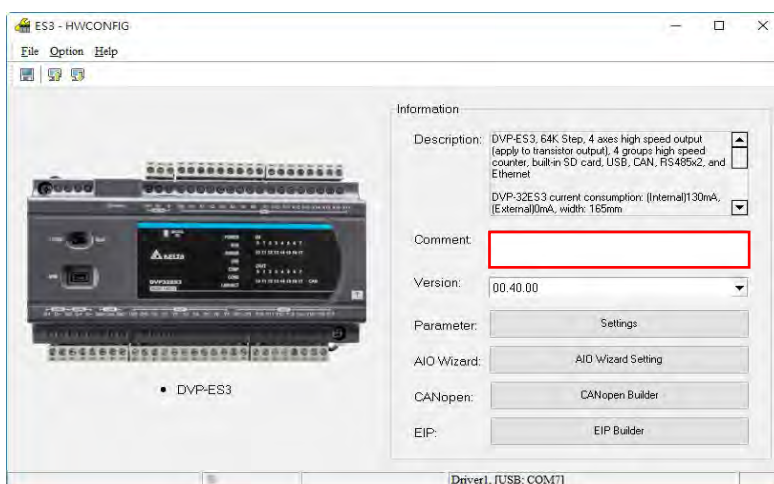 ES3 - HWCONFIG
File Option Help
Information
Description:
DVP-ES3, 64K Step, 4 axes high speed output
(apply to transistor output), 4 groups high speed
counter, built-in SD card, USB, CAN, RS485x2, and
Ethernet
DVP-32ES3 current consumption: (Internal)130mA,
(External)0mA, width: 165mm
Comment:
Version: 00.40.00
Parameter: Settings
AIO Wizard: AIO Wizard Setting
CANopen: CANopen Builder
EIP: EIP Builder
DVP-ES3
Driver1, [USB: COM7]